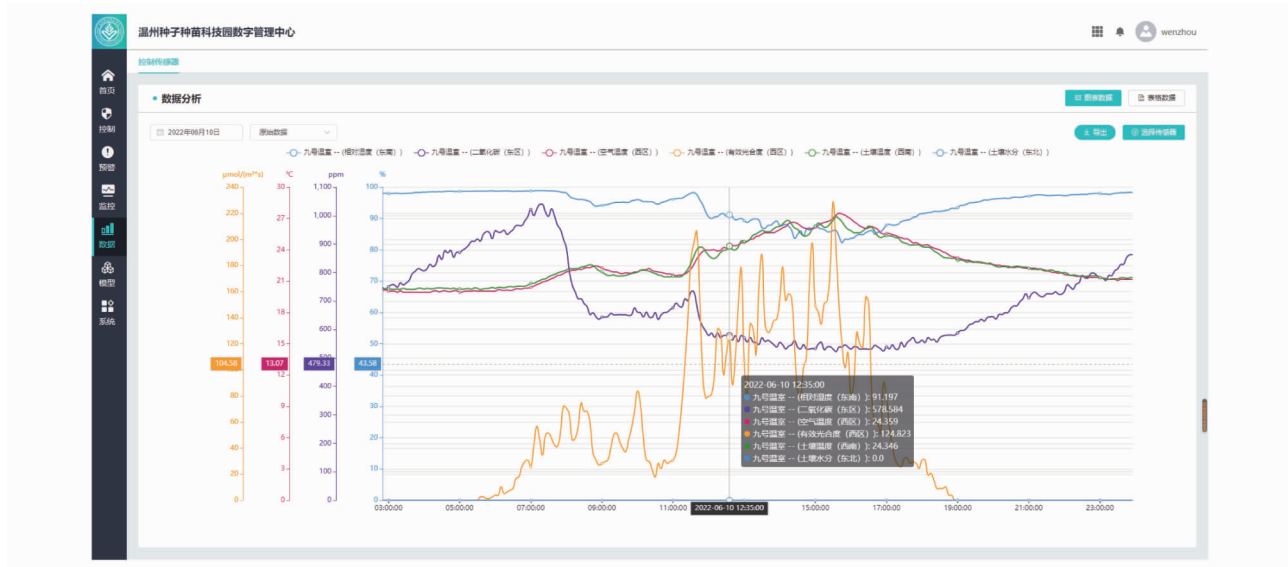 温州种子种苗科技园数字管理中心
wenzhou
控制传感器
首页
控制
预警
监控
数据
模型
系统
数据分析
图表数据
表格数据
2022年06月10日
原始数据
导出
选择传感器
九号温室 -- (相对湿度（东南）)
九号温室 -- (二氧化碳（东区）)
九号温室 -- (空气温度（西区）)
九号温室 -- (有效光合度（西区）)
九号温室 -- (土壤温度（西南）)
九号温室 -- (土壤水分（东北）)
μmol/(m²*s) ℃ ppm %
240 30 1,100 100
220 27 1,000 90
200 24 900 80
180 21 800 70
160 18 700 60
140 15 600
120 12 500 40
80 9 400 30
60 6 300 20
40 3 200 10
20 100
0 0 0 0
104.58 13.07 479.33 43.58
2022-06-10 12:35:00
九号温室 -- (相对湿度（东南）): 91.197
九号温室 -- (二氧化碳（东区）): 578.584
九号温室 -- (空气温度（西区）): 24.359
九号温室 -- (有效光合度（西区）): 124.823
九号温室 -- (土壤温度（西南）): 24.346
九号温室 -- (土壤水分（东北）): 0.0
03:00:00 05:00:00 07:00:00 09:00:00 11:00:00 2022-06-10 12:35:00 15:00:00 17:00:00 19:00:00 21:00:00 23:00:00